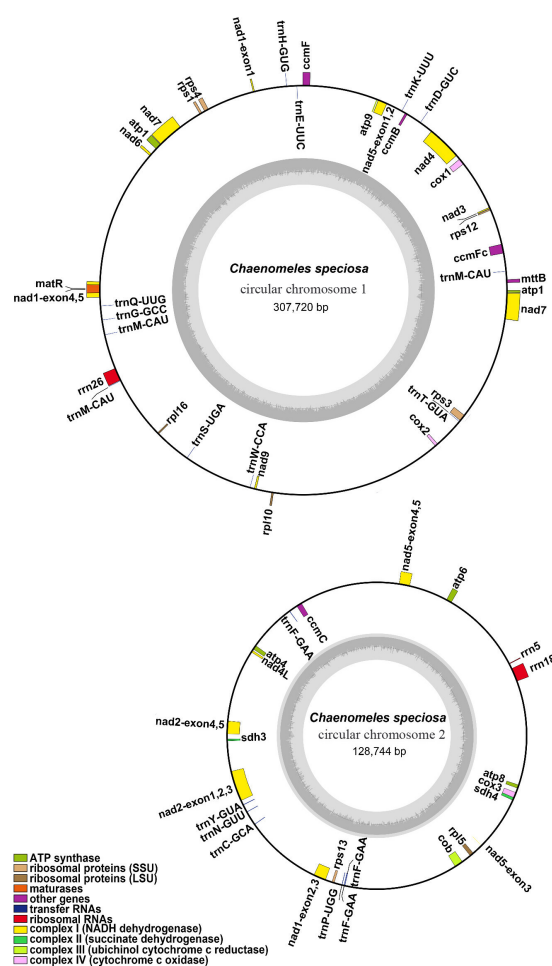 ccmF
trnH-GUG
nad1-exon1
trnE-UUC
rps4
rps1
nad7
atp1
nad6
trnK-UUU
trnD-GUC
atp9
nad5-exon1,2
ccmB
nad4
cox1
nad3
rps12
ccmFc
trnM-CAU
mttB
atp1
nad7
rps3
trnT-GUA
cox2
matR
nad1-exon4,5
trnQ-UUG
trnG-GCC
trnM-CAU
rrn26
trnM-CAU
rpl16
trnS-UGA
trnW-CCA
nad9
rpl10
Chaenomeles speciosa
circular chromosome 1
307,720 bp
nad5-exon4,5
atp6
rrn5
rrn18
ccmC
trnF-GAA
atp4
nad4L
nad2-exon4,5
sdh3
nad2-exon1,2,3
trnY-GUA
trnN-GUU
trnC-GCA
nad1-exon2,3
rps13
trnP-UGG
trnF-GAA
trnF-GAA
atp8
cox3
sdh4
rpl5
cob
nad5-exon3
Chaenomeles speciosa
circular chromosome 2
128,744 bp
ATP synthase
ribosomal proteins (SSU)
ribosomal proteins (LSU)
maturases
other genes
transfer RNAs
ribosomal RNAs
complex I (NADH dehydrogenase)
complex II (succinate dehydrogenase)
complex III (ubichinol cytochrome c reductase)
complex IV (cytochrome c oxidase)